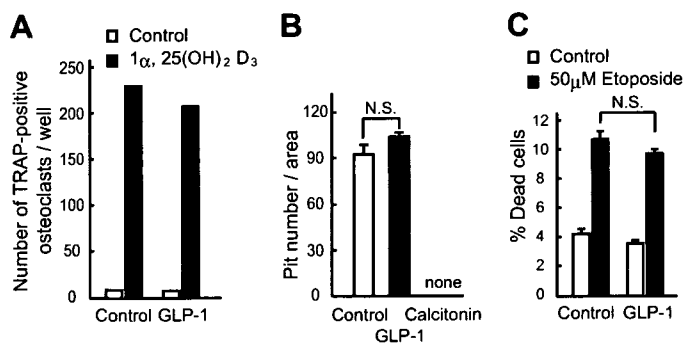 A
Control
1α, 25(OH)2 D3
250
200
150
100
50
0
Number of TRAP-positive
osteoclasts / well
Control GLP-1
B
N.S.
120
90
60
30
0
Pit number / area
none
Control Calcitonin
GLP-1
C
Control
50μM Etoposide
N.S.
12
10
8
6
4
2
0
% Dead cells
Control GLP-1